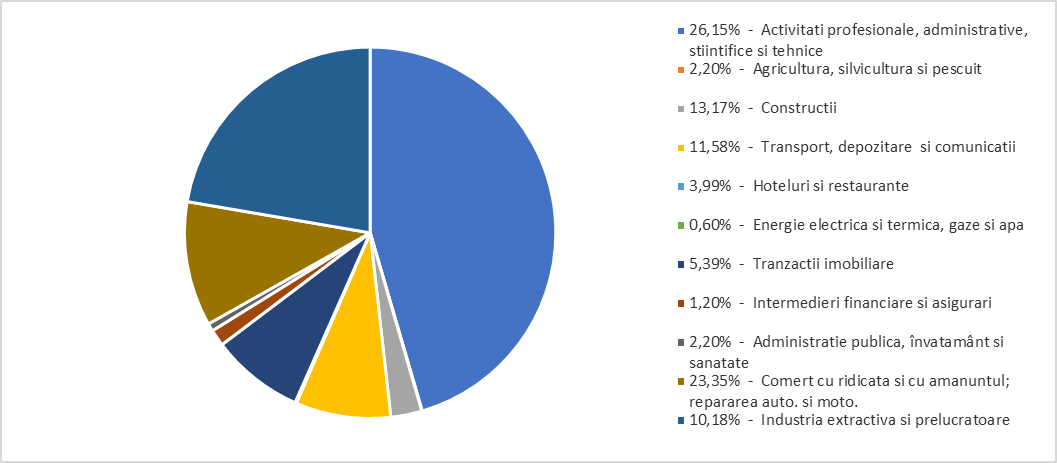 26,15%  -  Activitati profesionale, administrative,
stiintifice si tehnice
2,20%  -  Agricultura, silvicultura si pescuit
13,17%  -  Constructii
11,58%  -  Transport, depozitare  si comunicatii
3,99%  -  Hoteluri si restaurante
0,60%  -  Energie electrica si termica, gaze si apa
5,39%  -  Tranzactii imobiliare
1,20%  -  Intermedieri financiare si asigurari
2,20%  -  Administratie publica, învatamânt si
sanatate
23,35%  -  Comert cu ridicata si cu amanuntul;
repararea auto. si moto.
10,18%  -  Industria extractiva si prelucratoare